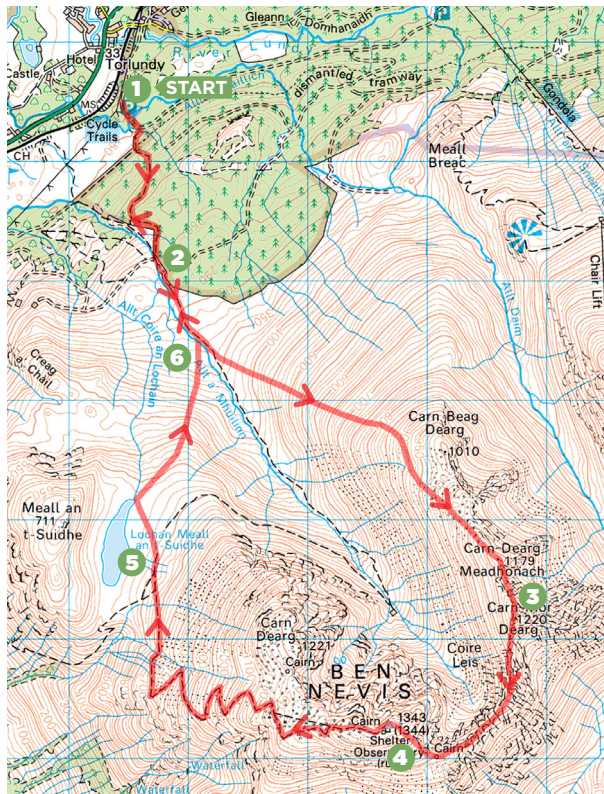 Gleann
Domhanaidh
Hotel
33
Torlundy
River Lundy
Castle
1 START
dismantled tramway
MS
Cycle
Trails
CH
Gondola
Meall
Breac
2
Chair Lift
Allt Daim
Allt Coire an Lochain
350
400
6
Allt a' Mhuilinn
Creag
a' Chail
Carn Beag
Dearg
1010
Meall an
711
t-Suidhe
Lochan Meall
an t-Suidhe
5
Carn Dearg
1179
Meadhonach
3
Carn Mor
1220
Dearg
Carn
Dearg
1221
Cairn
Coire
Leis
BEN
NEVIS
Cairn
1343
(1344)
Shelter
Observatory
(ru
Cairn
4
Waterfall
Waterfall